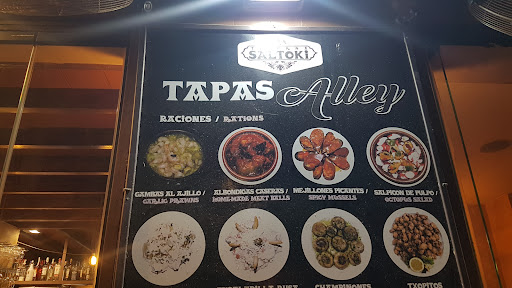 SALTOKI
TAPAS Alley
RACIONES / RATIONS
GAMBAS AL AJILLO /
GARLIC PRAWNS
ALBONDIGAS CASERAS /
HOME-MADE MEAT BALLS
MEJILLONES PICANTES /
SPICY MUSSELS
SALPICON DE PULPO /
OCTOPUS SALAD
CHAMPIÑONES
TXOPITOS